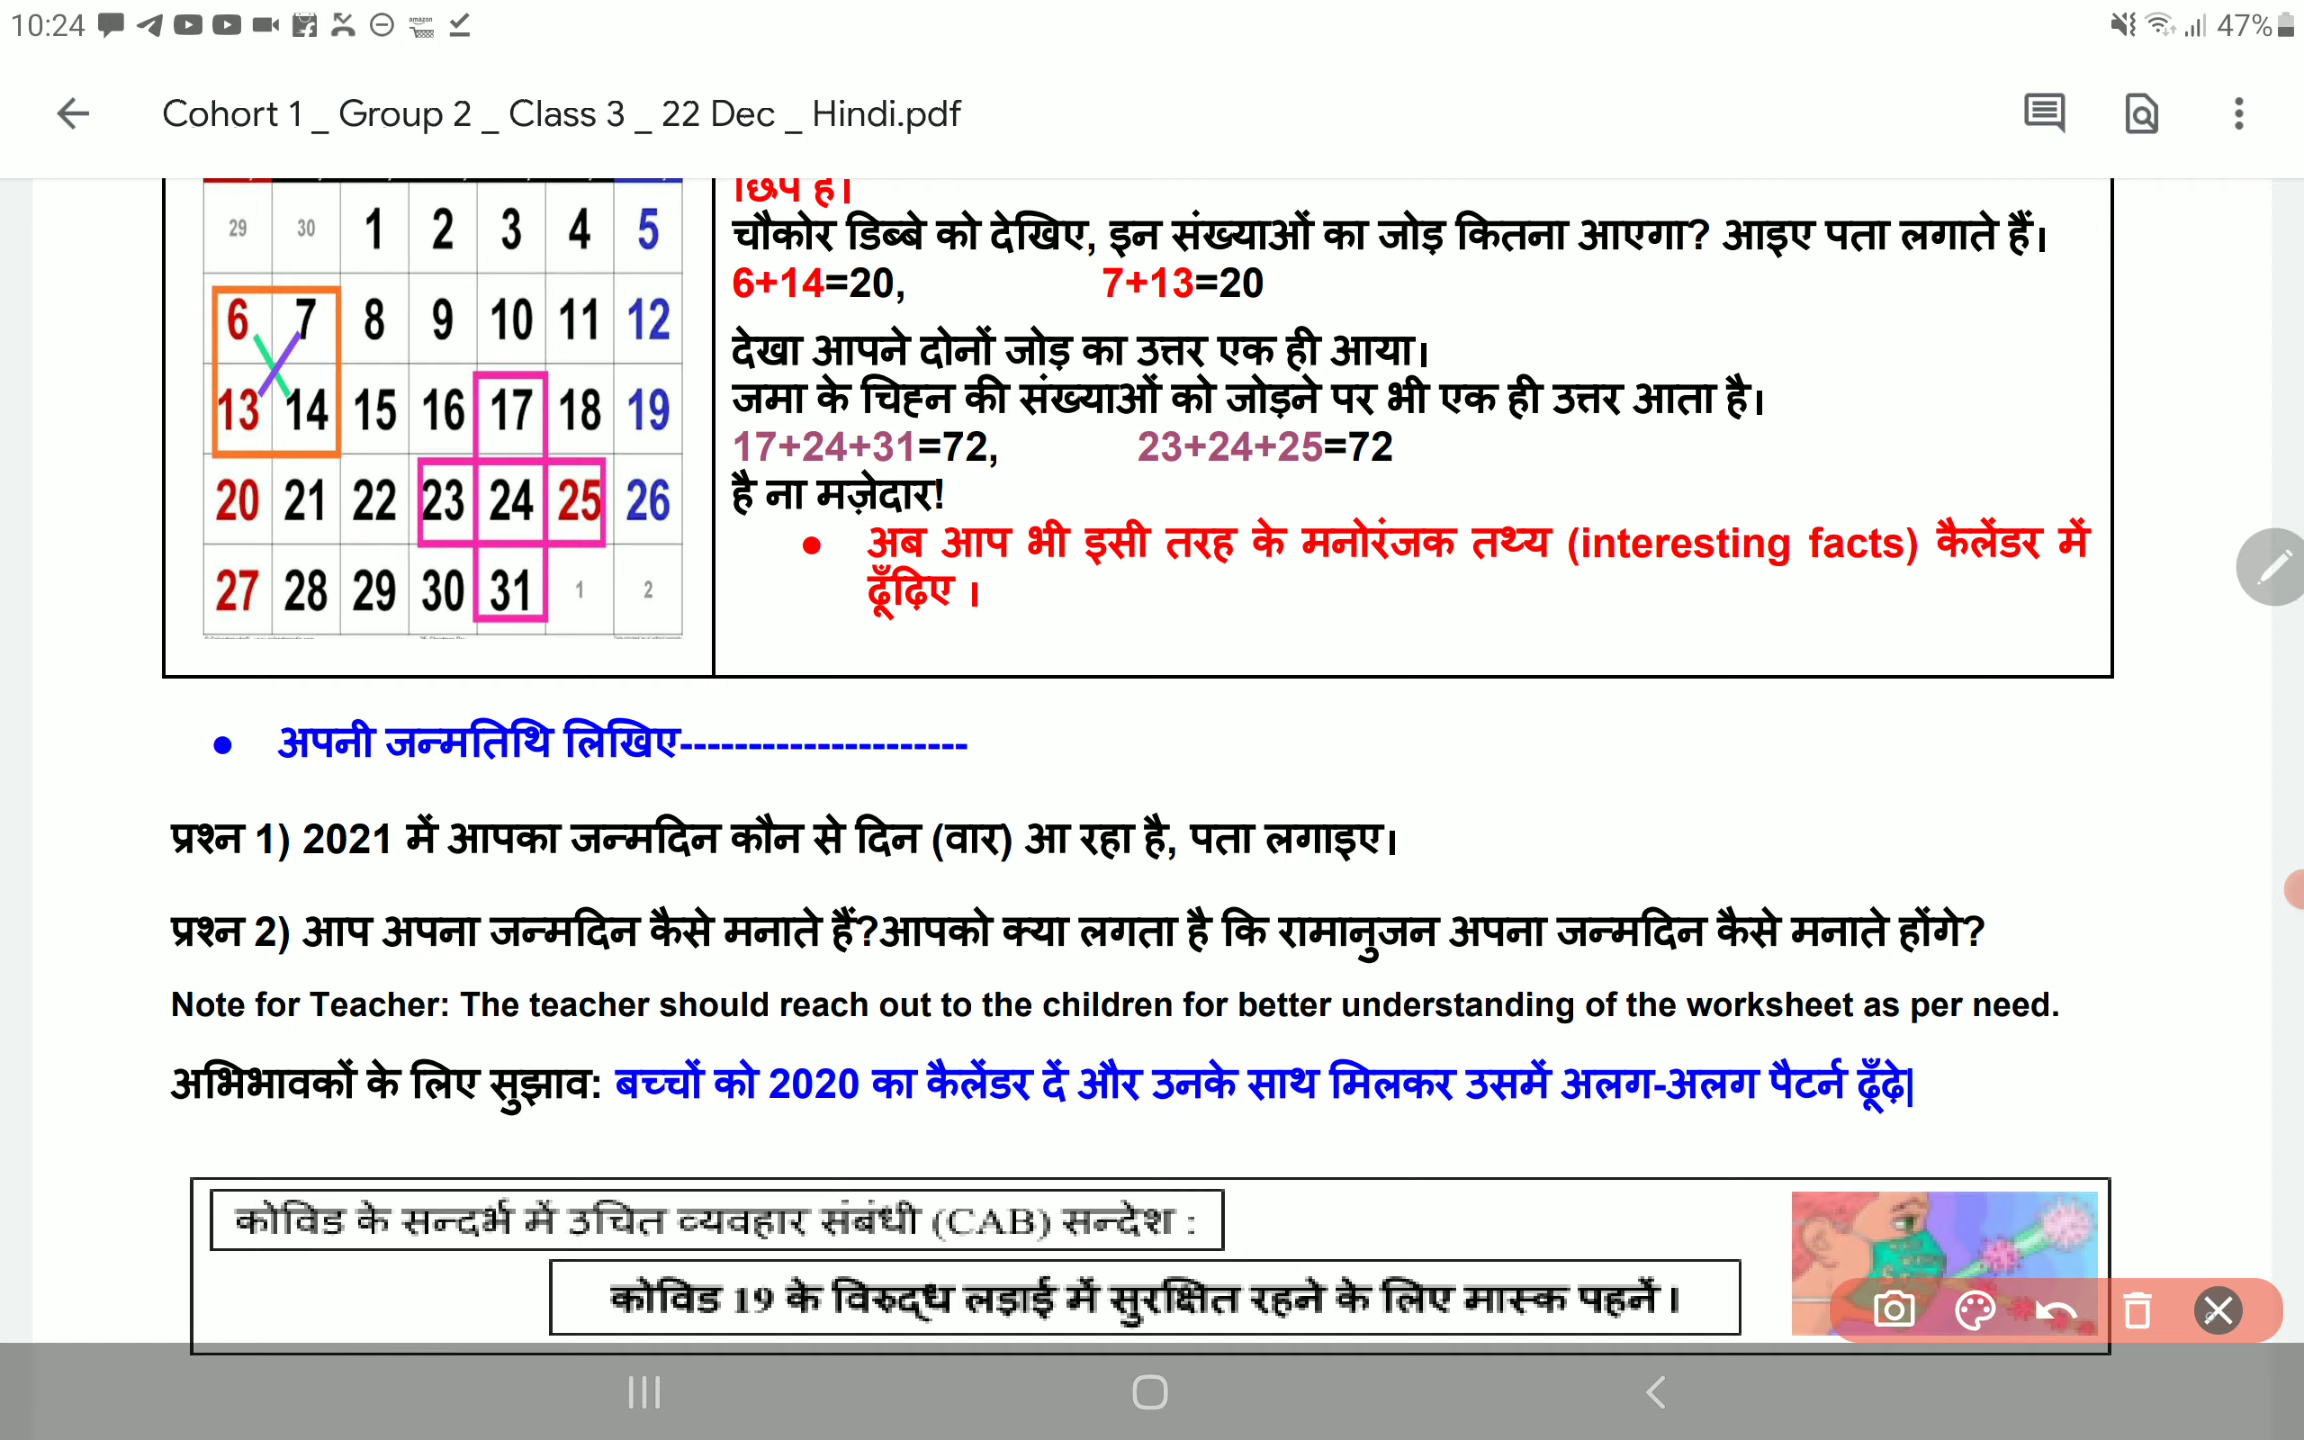 10:24
47%
Cohort 1 _ Group 2 _ Class 3 _ 22 Dec _ Hindi.pdf
29 30 1 2 3 4 5
6 7 8 9 10 11 12
13 14 15 16 17 18 19
20 21 22 23 24 25 26
27 28 29 30 31 1 2
छिपे हैं।
चौकोर डिब्बे को देखिए, इन संख्याओं का जोड़ कितना आएगा? आइए पता लगाते हैं।
6+14=20, 7+13=20
देखा आपने दोनों जोड़ का उत्तर एक ही आया।
जमा के चिह्न की संख्याओं को जोड़ने पर भी एक ही उत्तर आता है।
17+24+31=72, 23+24+25=72
है ना मज़ेदार!
● अब आप भी इसी तरह के मनोरंजक तथ्य (interesting facts) कैलेंडर में
ढूँढ़िए ।
● अपनी जन्मतिथि लिखिए---------------------
प्रश्न 1) 2021 में आपका जन्मदिन कौन से दिन (वार) आ रहा है, पता लगाइए।
प्रश्न 2) आप अपना जन्मदिन कैसे मनाते हैं?आपको क्या लगता है कि रामानुजन अपना जन्मदिन कैसे मनाते होंगे?
Note for Teacher: The teacher should reach out to the children for better understanding of the worksheet as per need.
अभिभावकों के लिए सुझाव: बच्चों को 2020 का कैलेंडर दें और उनके साथ मिलकर उसमें अलग-अलग पैटर्न ढूँढ़े|
कोविड के सन्दर्भ में उचित व्यवहार संबंधी (CAB) सन्देश :
कोविड 19 के विरुद्ध लड़ाई में सुरक्षित रहने के लिए मास्क पहनें ।